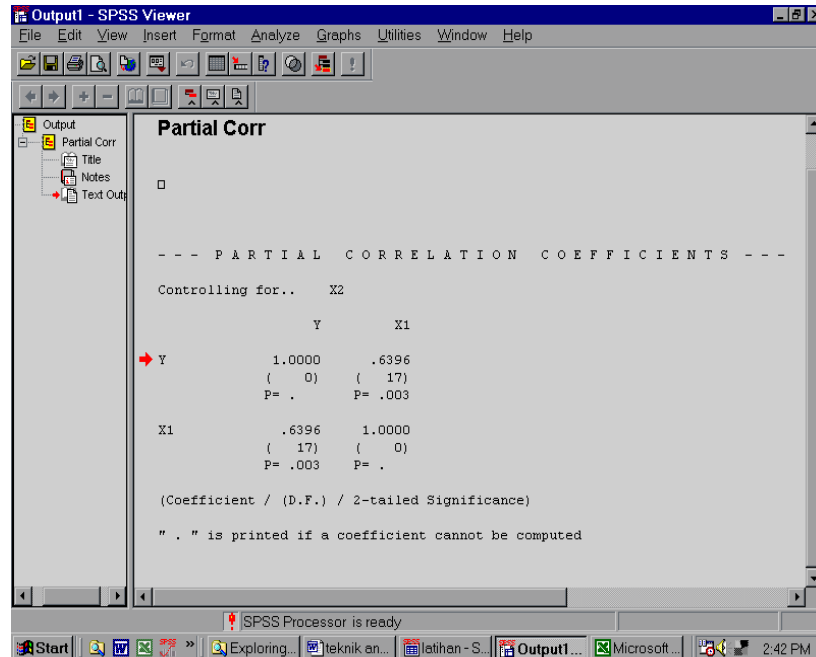 Output1 - SPSS Viewer
File Edit View Insert Format Analyze Graphs Utilities Window Help
Output
Partial Corr
Title
Notes
Text Outp
Partial Corr
- - - P A R T I A L   C O R R E L A T I O N   C O E F F I C I E N T S - - -
Controlling for.. X2
Y X1
Y 1.0000 .6396
( 0) ( 17)
P= . P= .003
X1 .6396 1.0000
( 17) ( 0)
P= .003 P= .
(Coefficient / (D.F.) / 2-tailed Significance)
" . " is printed if a coefficient cannot be computed
SPSS Processor is ready
Start » Exploring... teknik an... latihan - S... Output1 ... Microsoft ... 2:42 PM